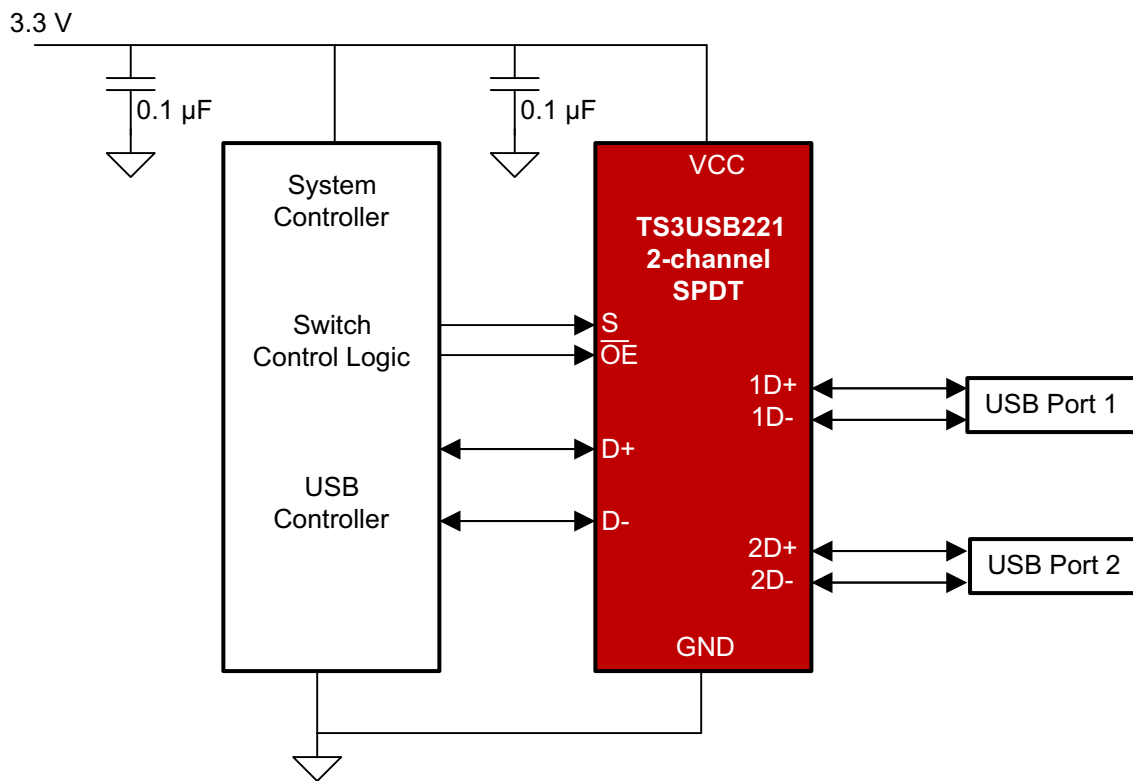 3.3 V
0.1 µF
0.1 µF
System
Controller
Switch
Control Logic
USB
Controller
VCC
TS3USB221
2-channel
SPDT
S
OE
D+
D-
1D+
1D-
2D+
2D-
GND
USB Port 1
USB Port 2